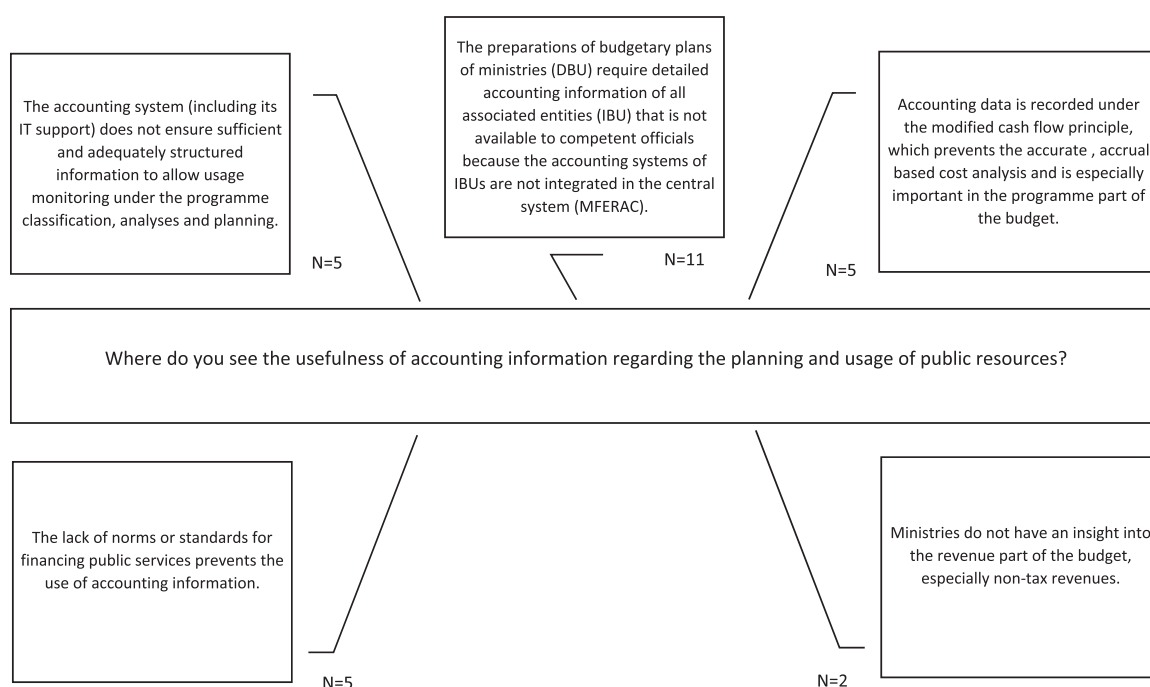 The accounting system (including its
IT support) does not ensure sufficient
and adequately structured
information to allow usage
monitoring under the programme
classification, analyses and planning.
N=5
The preparations of budgetary plans
of ministries (DBU) require detailed
accounting information of all
associated entities (IBU) that is not
available to competent officials
because the accounting systems of
IBUs are not integrated in the central
system (MFERAC).
N=11
Accounting data is recorded under
the modified cash flow principle,
which prevents the accurate , accrual
based cost analysis and is especially
important in the programme part of
the budget.
N=5
Where do you see the usefulness of accounting information regarding the planning and usage of public resources?
The lack of norms or standards for
financing public services prevents the
use of accounting information.
N=5
Ministries do not have an insight into
the revenue part of the budget,
especially non-tax revenues.
N=2